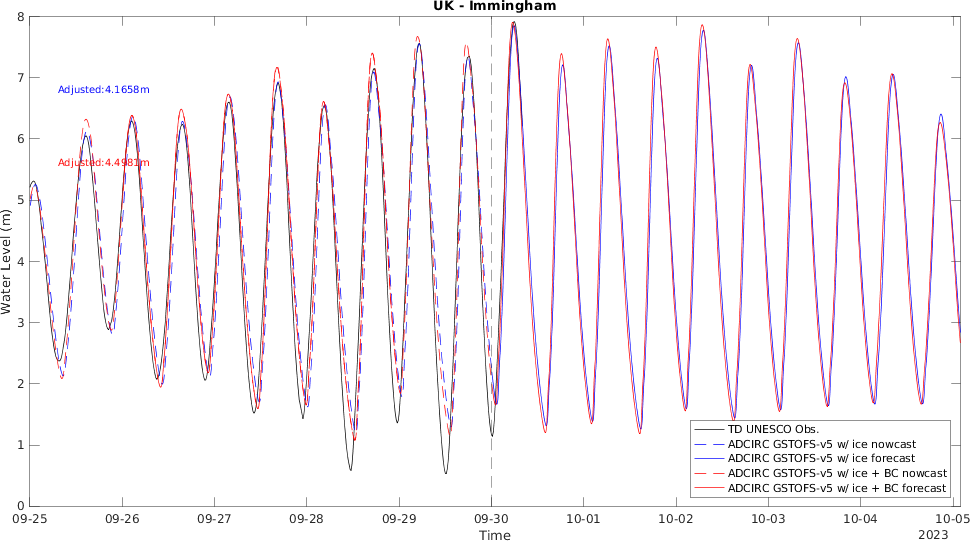 UK - Immingham
8
7
6
5
4
3
2
1
0
Water Level (m)
Adjusted:4.1658m
Adjusted:4.4981m
TD UNESCO Obs.
ADCIRC GSTOFS-v5 w/ ice nowcast
ADCIRC GSTOFS-v5 w/ ice forecast
ADCIRC GSTOFS-v5 w/ ice + BC nowcast
ADCIRC GSTOFS-v5 w/ ice + BC forecast
09-25 09-26 09-27 09-28 09-29 09-30 10-01 10-02 10-03 10-04 10-05
Time
2023